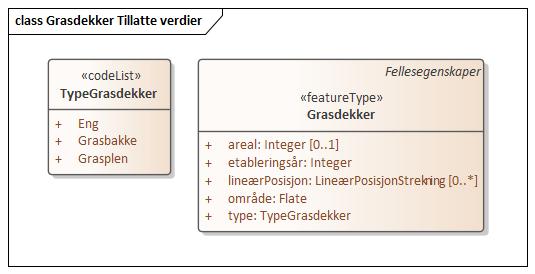 class Grasdekker Tillatte verdier
«codeList»
TypeGrasdekker
+ Eng
+ Grasbakke
+ Grasplen
Fellesegenskaper
«featureType»
Grasdekker
+ areal: Integer [0..1]
+ etableringsår: Integer
+ lineærPosisjon: LineærPosisjonStrekning [0..*]
+ område: Flate
+ type: TypeGrasdekker